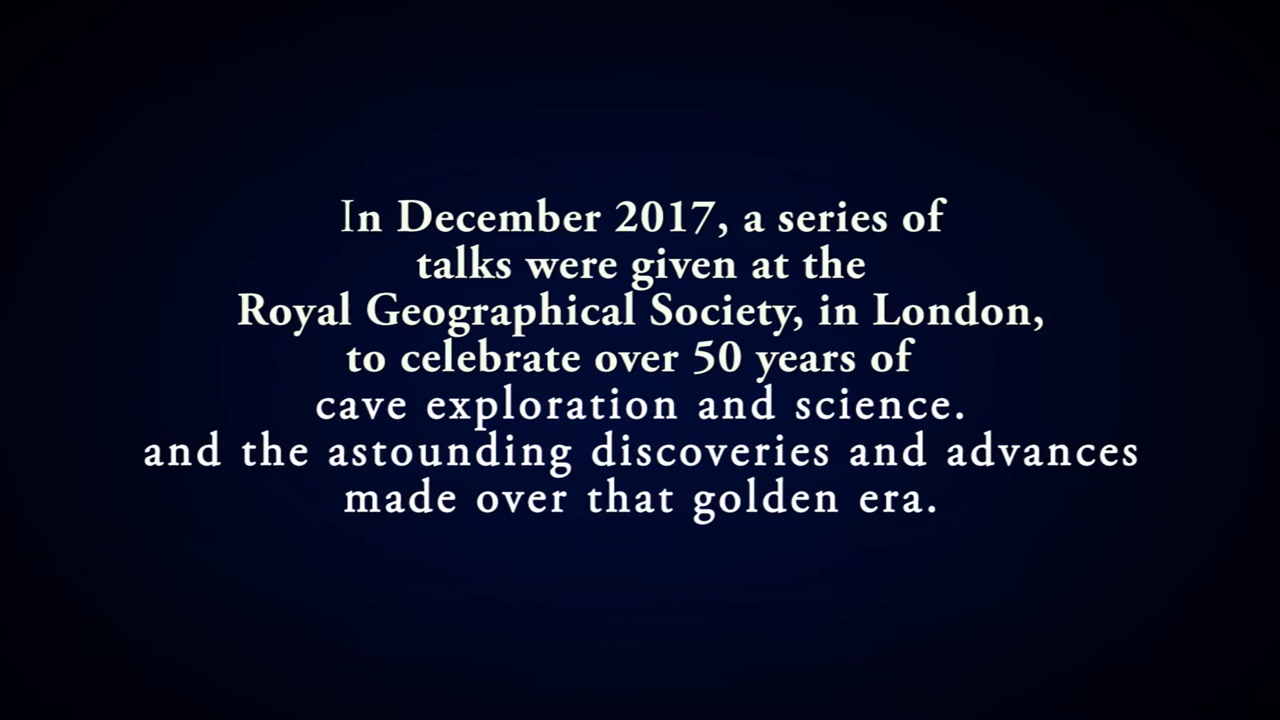 In December 2017, a series of
talks were given at the
Royal Geographical Society, in London,
to celebrate over 50 years of
cave exploration and science.
and the astounding discoveries and advances
made over that golden era.